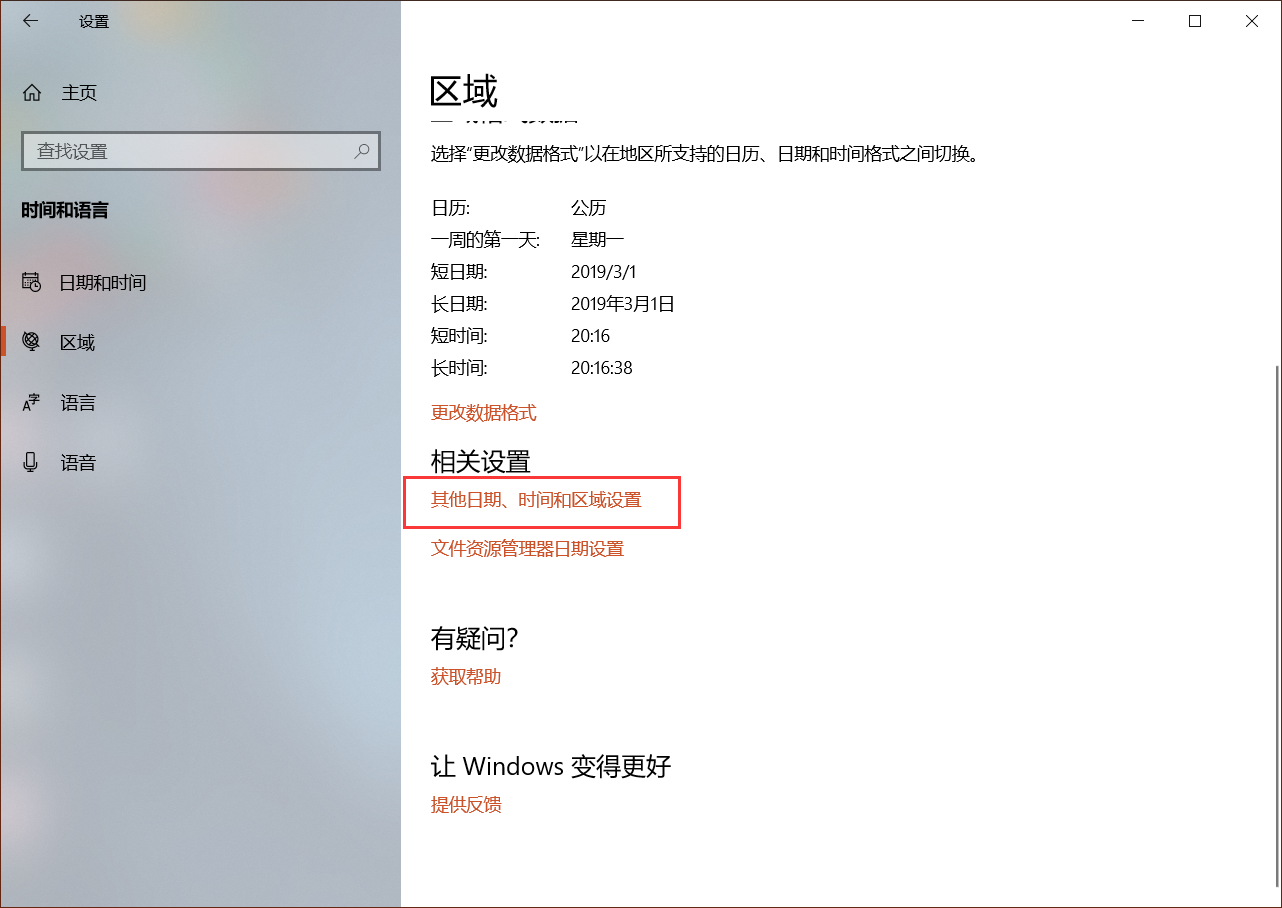 设置
主页
查找设置
时间和语言
日期和时间
区域
语言
语音
区域
选择“更改数据格式”以在地区所支持的日历、日期和时间格式之间切换。
日历: 公历
一周的第一天: 星期一
短日期: 2019/3/1
长日期: 2019年3月1日
短时间: 20:16
长时间: 20:16:38
更改数据格式
相关设置
其他日期、时间和区域设置
文件资源管理器日期设置
有疑问?
获取帮助
让 Windows 变得更好
提供反馈